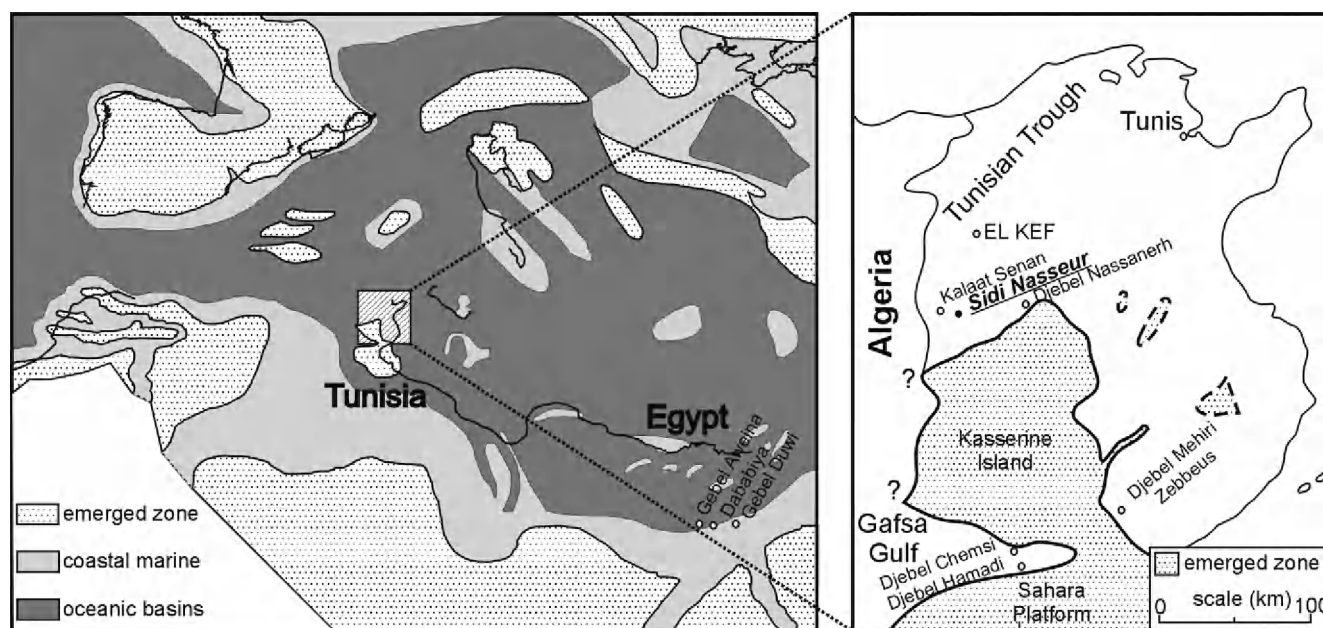 Tunisia
Egypt
Gebel Aweina
Dababiya
Gebel Duwi
emerged zone
coastal marine
oceanic basins
Tunis
Tunisian Trough
EL KEF
Kalaat Senan
Sidi Nasseur
Djebel Nassanerh
Algeria
?
Kasserine
Island
?
Djebel Mehiri
Zebbeus
Gafsa
Gulf
Djebel Chemsi
Djebel Hamadi
Sahara
Platform
emerged zone
0 scale (km) 100